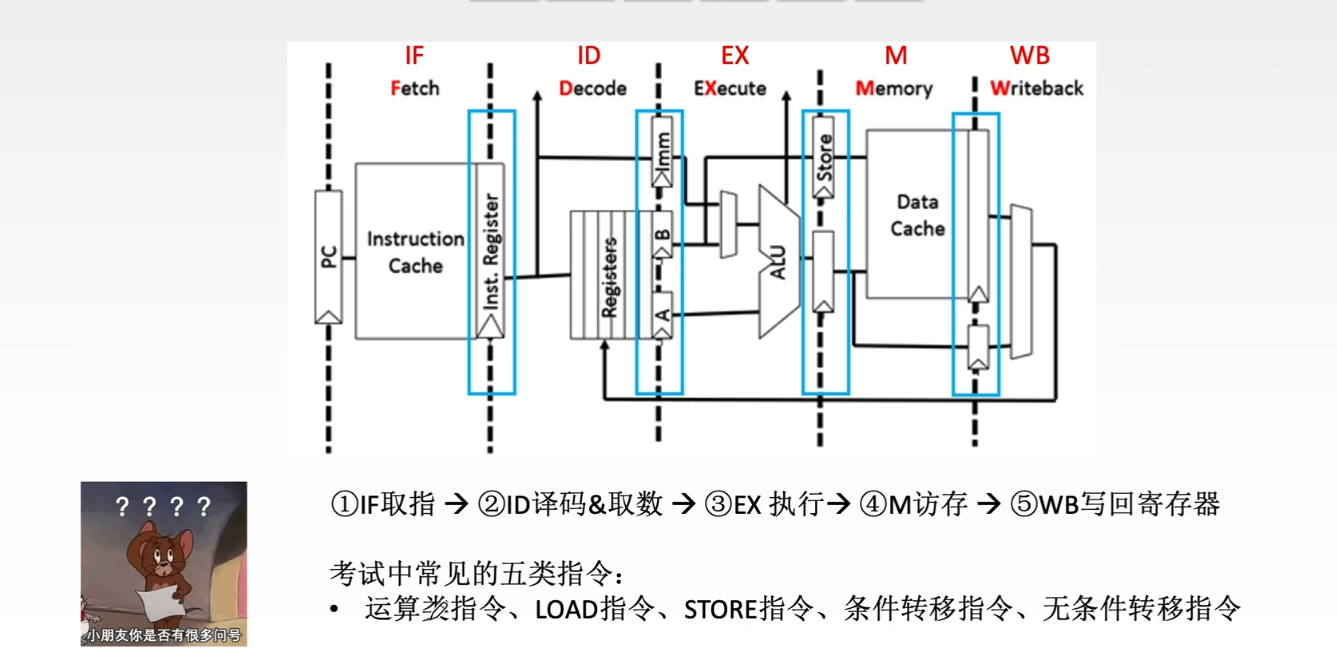 IF ID EX M WB
Fetch Decode EXecute Memory Writeback
PC
Instruction
Cache
Inst. Register
Registers
Imm
B
A
ALU
Store
Data
Cache
? ? ? ?
小朋友你是否有很多问号
①IF取指 → ②ID译码&取数 → ③EX 执行→ ④M访存 → ⑤WB写回寄存器
考试中常见的五类指令：
• 运算类指令、LOAD指令、STORE指令、条件转移指令、无条件转移指令